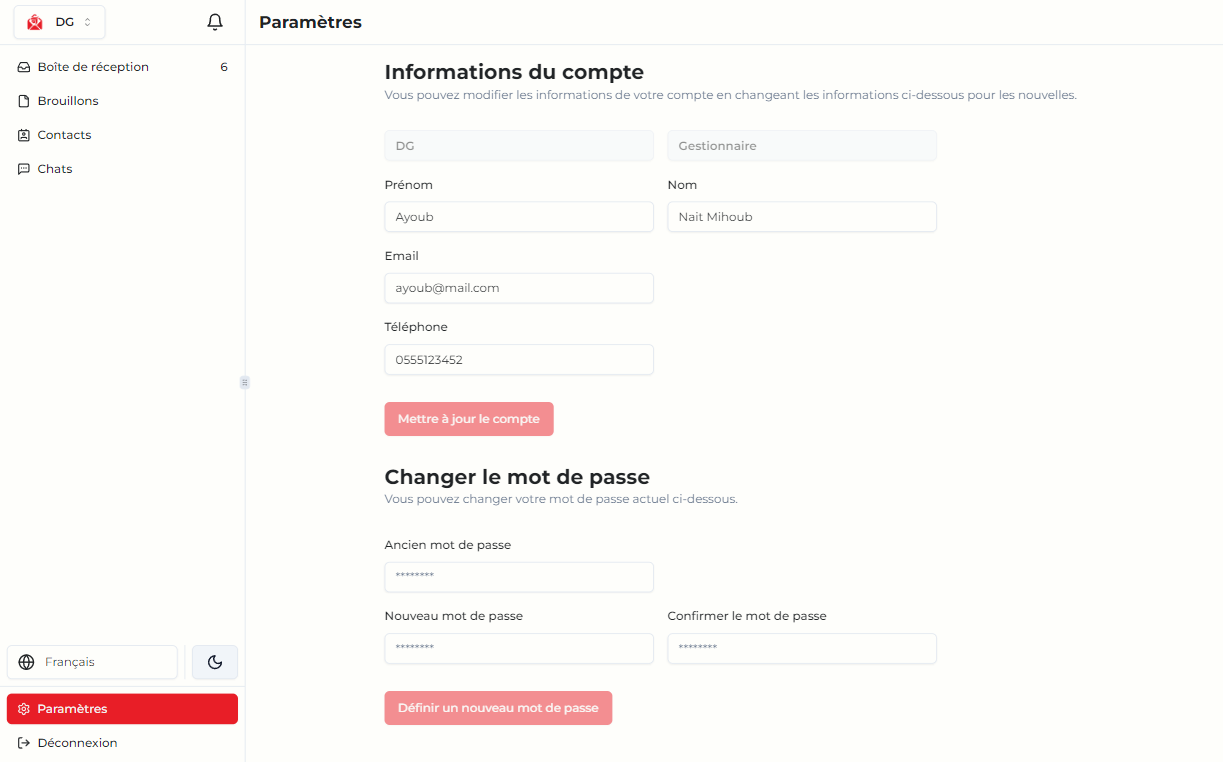 DG
Paramètres
Boîte de réception 6
Brouillons
Contacts
Chats
Informations du compte
Vous pouvez modifier les informations de votre compte en changeant les informations ci-dessous pour les nouvelles.
DG Gestionnaire
Prénom Nom
Ayoub Nait Mihoub
Email
ayoub@mail.com
Téléphone
0555123452
Mettre à jour le compte
Changer le mot de passe
Vous pouvez changer votre mot de passe actuel ci-dessous.
Ancien mot de passe
********
Nouveau mot de passe Confirmer le mot de passe
******** ********
Définir un nouveau mot de passe
Français
Paramètres
Déconnexion